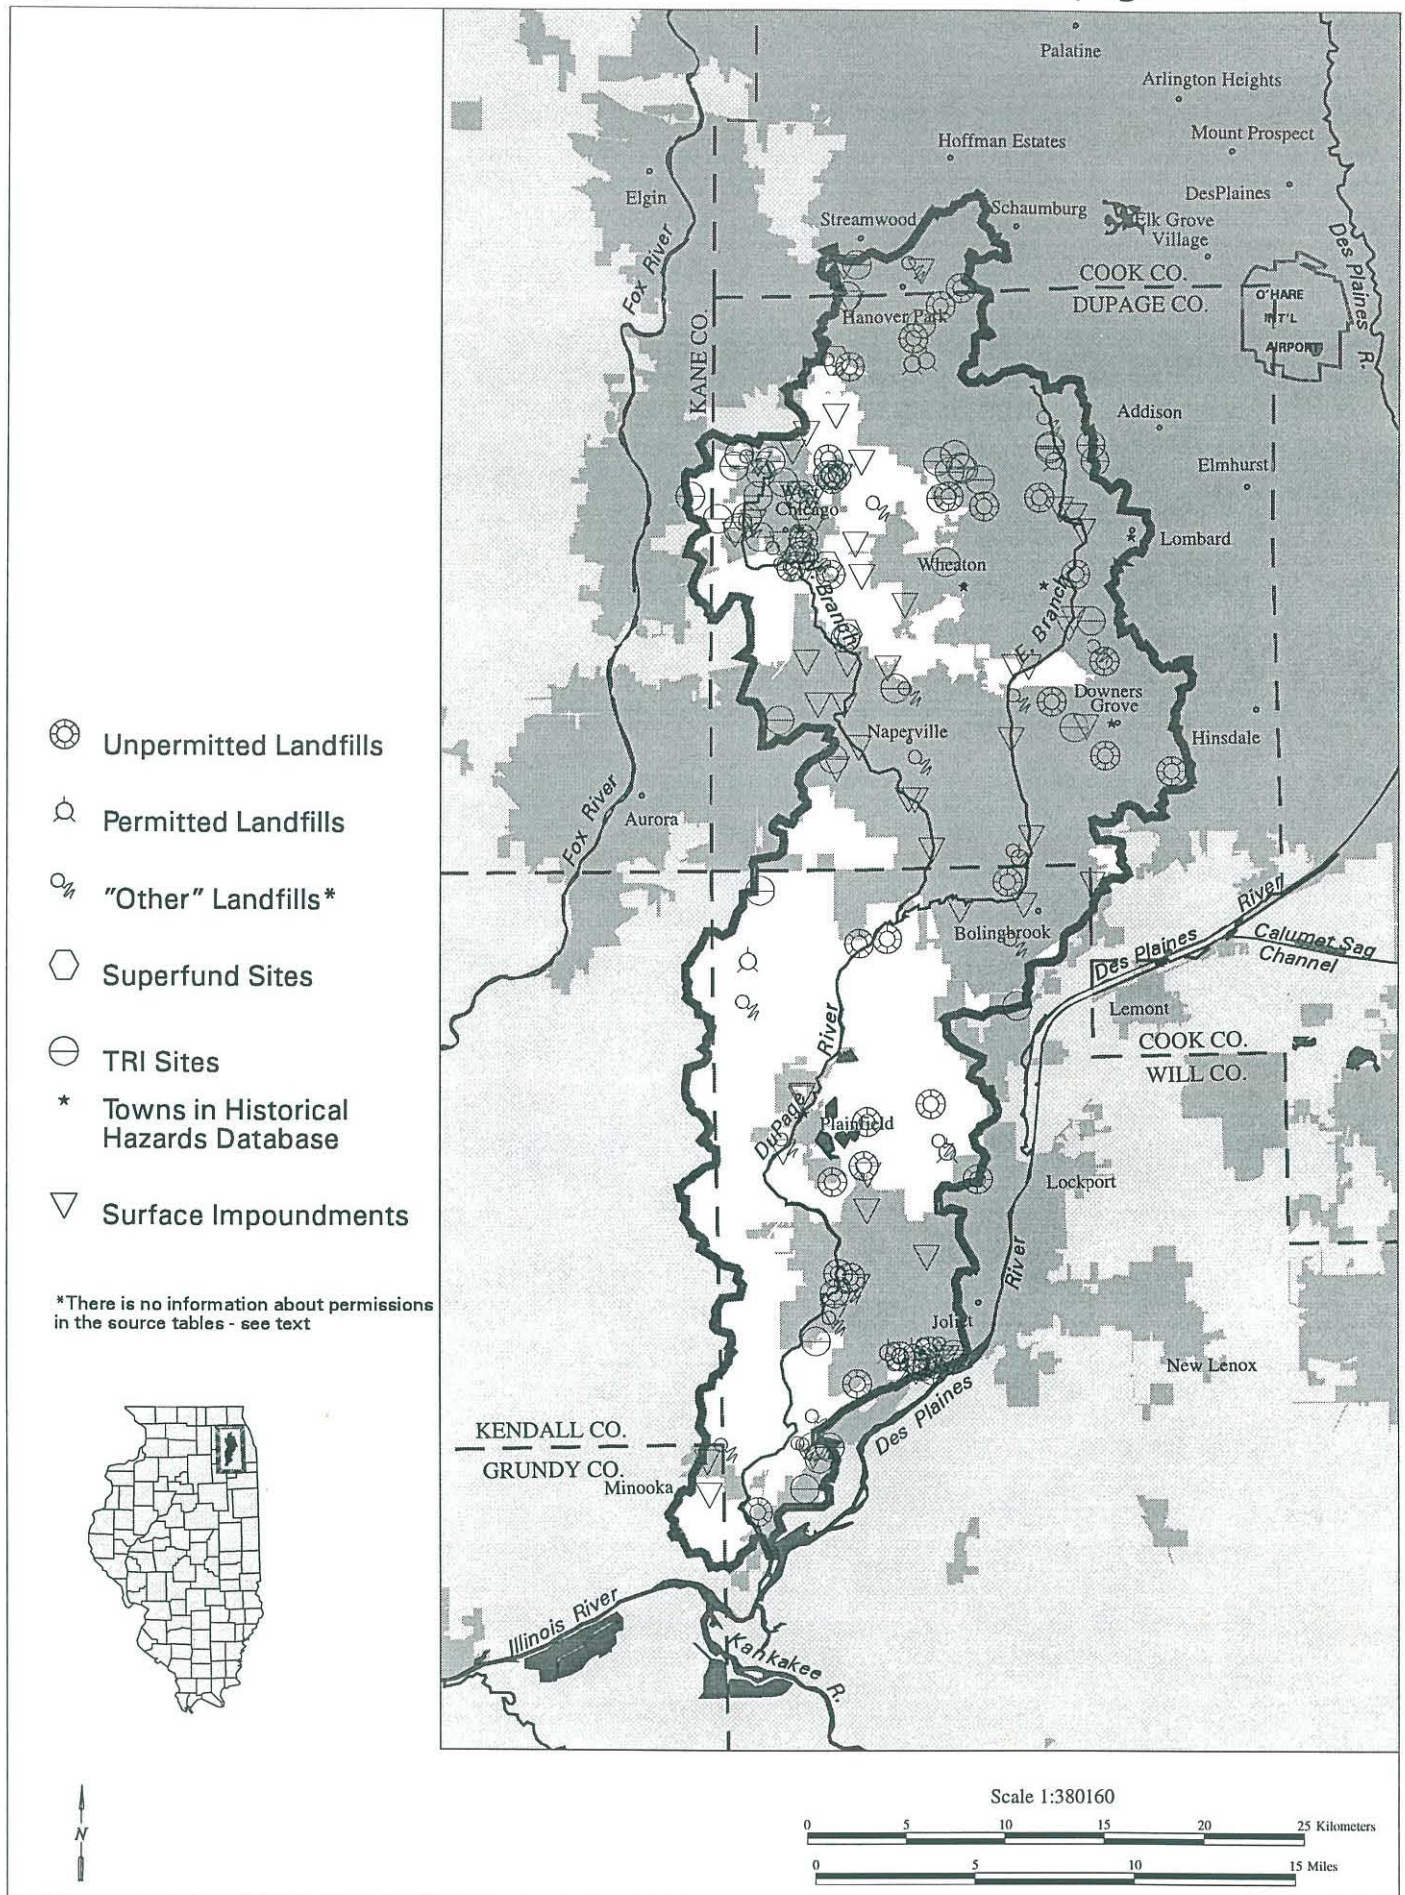 Unpermitted Landfills
Permitted Landfills
"Other" Landfills*
Superfund Sites
TRI Sites
* Towns in Historical
Hazards Database
Surface Impoundments
*There is no information about permissions
in the source tables - see text
N
Palatine
Arlington Heights
Mount Prospect
Hoffman Estates
DesPlaines
Elgin
Streamwood
Schaumburg
Elk Grove
Village
Fox River
Des Plaines R.
COOK CO.
DUPAGE CO.
O'HARE
INT'L
AIRPORT
Hanover Park
KANE CO.
Addison
Elmhurst
West
Chicago
Lombard
Wheaton
W. Branch
E. Branch
Downers
Grove
Naperville
Hinsdale
Aurora
Fox River
Bolingbrook
Des Plaines River
Calumet Sag
Channel
Lemont
COOK CO.
WILL CO.
DuPage River
Plainfield
Lockport
River
Joliet
New Lenox
Des Plaines
KENDALL CO.
GRUNDY CO.
Minooka
Illinois River
Kankakee R.
Scale 1:380160
0 5 10 15 20 25 Kilometers
0 5 10 15 Miles